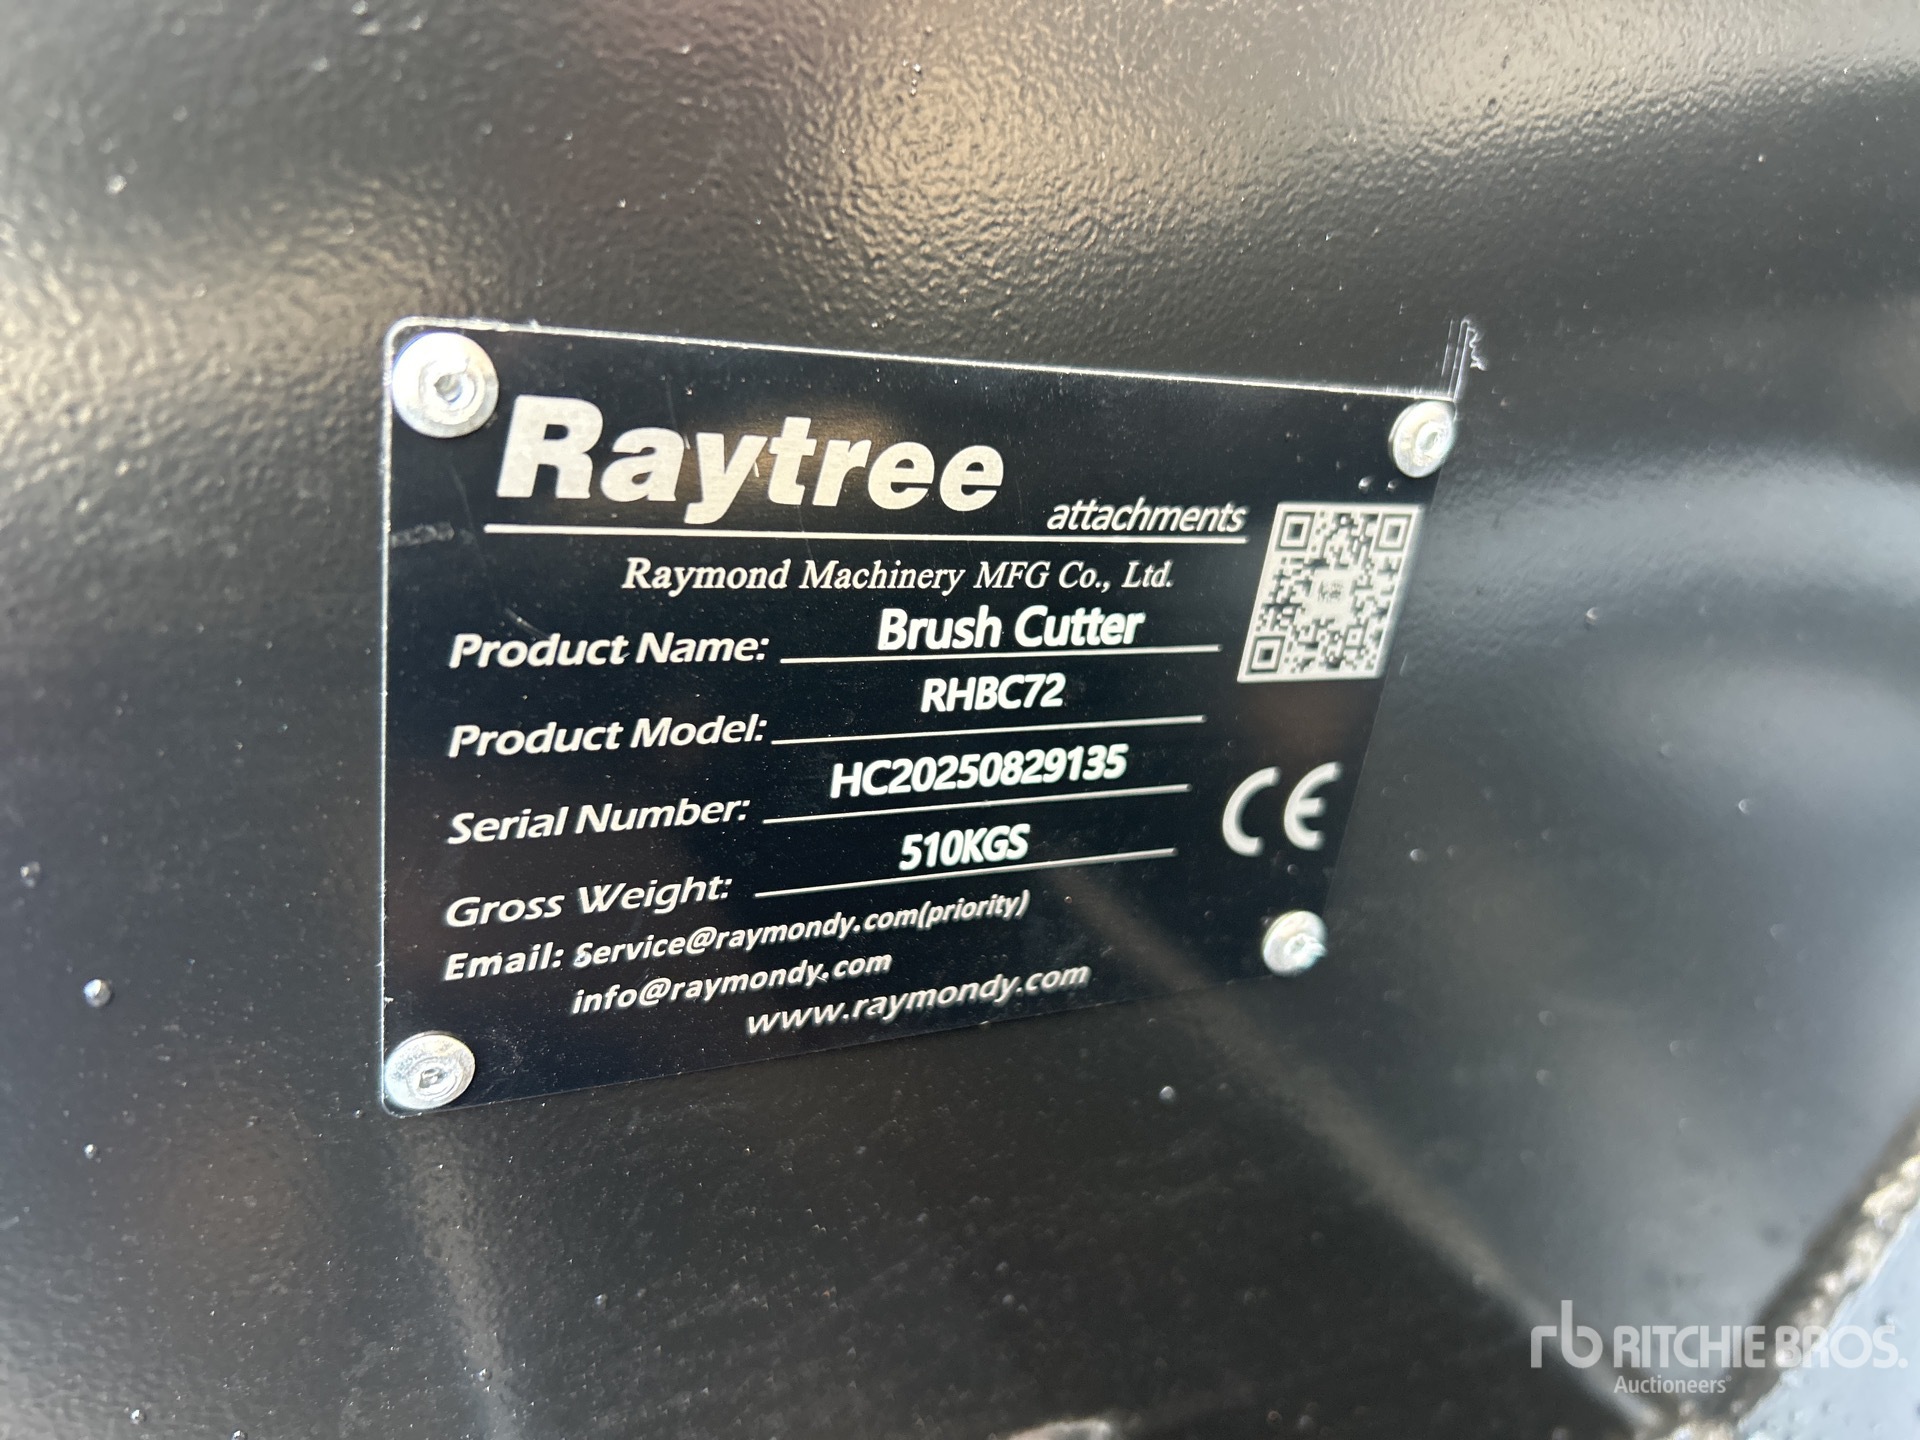 Raytree
attachments
Raymond Machinery MFG Co., Ltd.
Product Name: Brush Cutter
Product Model: RHBC72
Serial Number: HC20250829135
Gross Weight: 510KGS
CE
Email: Service@raymondy.com(priority)
info@raymondy.com
www.raymondy.com
rb RITCHIE BROS.
Auctioneers